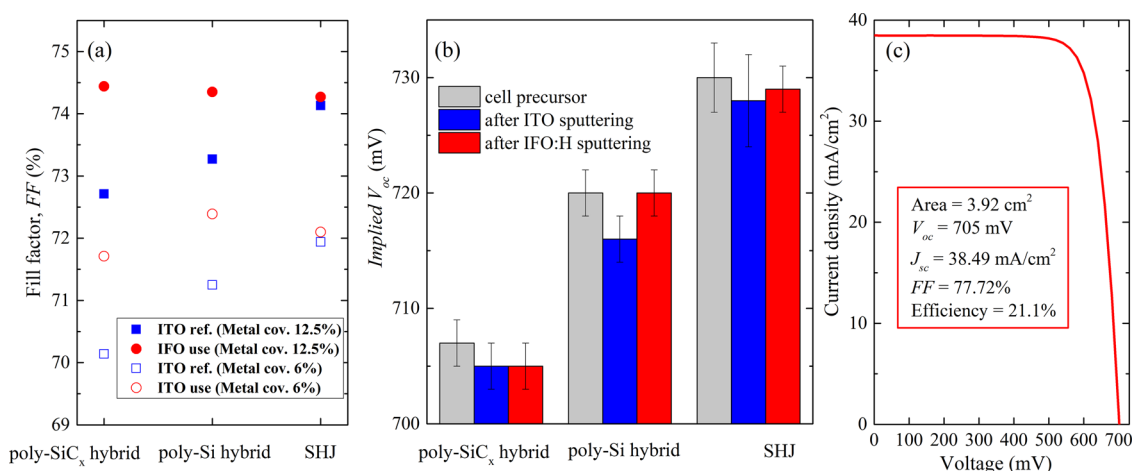 (a)
75
74
73
72
71
70
69
Fill factor, FF (%)
ITO ref. (Metal cov. 12.5%)
IFO use (Metal cov. 12.5%)
ITO ref. (Metal cov. 6%)
ITO use (Metal cov. 6%)
poly-SiCx hybrid
poly-Si hybrid
SHJ
(b)
730
720
710
700
Implied Voc (mV)
cell precursor
after ITO sputtering
after IFO:H sputtering
poly-SiCx hybrid
poly-Si hybrid
SHJ
(c)
40
30
20
10
0
Current density (mA/cm2)
Area = 3.92 cm2
Voc = 705 mV
Jsc = 38.49 mA/cm2
FF = 77.72%
Efficiency = 21.1%
0 100 200 300 400 500 600 700
Voltage (mV)